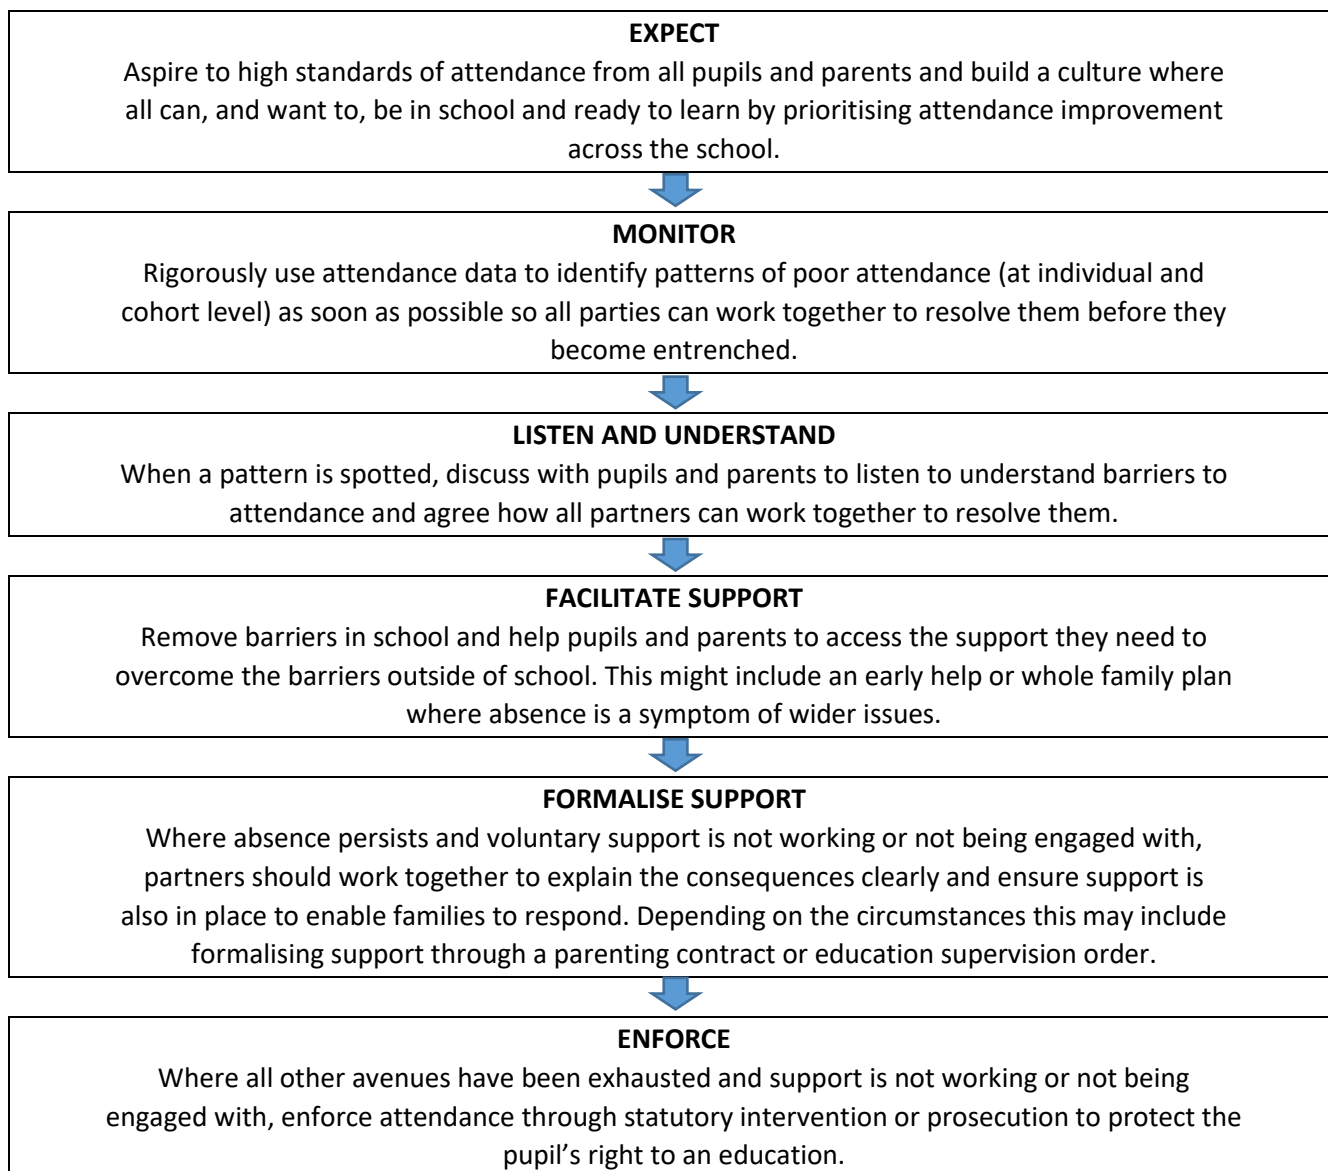 EXPECT
Aspire to high standards of attendance from all pupils and parents and build a culture where
all can, and want to, be in school and ready to learn by prioritising attendance improvement
across the school.
MONITOR
Rigorously use attendance data to identify patterns of poor attendance (at individual and
cohort level) as soon as possible so all parties can work together to resolve them before they
become entrenched.
LISTEN AND UNDERSTAND
When a pattern is spotted, discuss with pupils and parents to listen to understand barriers to
attendance and agree how all partners can work together to resolve them.
FACILITATE SUPPORT
Remove barriers in school and help pupils and parents to access the support they need to
overcome the barriers outside of school. This might include an early help or whole family plan
where absence is a symptom of wider issues.
FORMALISE SUPPORT
Where absence persists and voluntary support is not working or not being engaged with,
partners should work together to explain the consequences clearly and ensure support is
also in place to enable families to respond. Depending on the circumstances this may include
formalising support through a parenting contract or education supervision order.
ENFORCE
Where all other avenues have been exhausted and support is not working or not being
engaged with, enforce attendance through statutory intervention or prosecution to protect the
pupil’s right to an education.